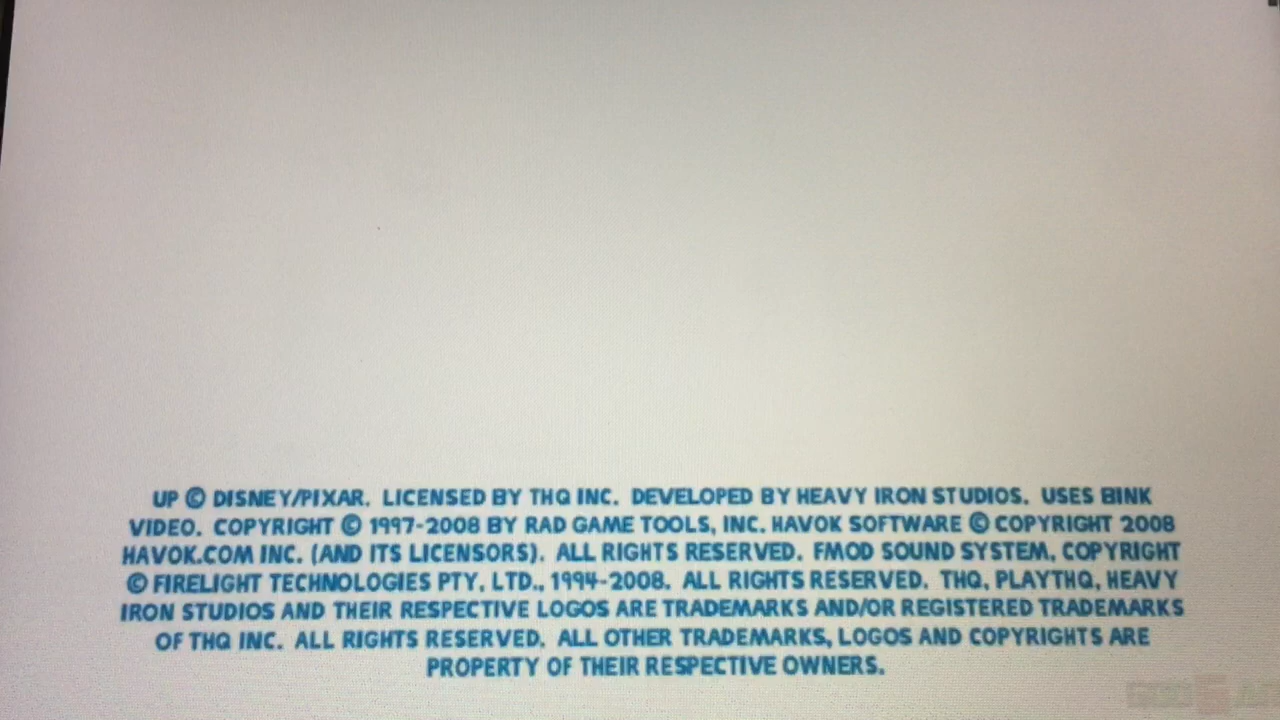 UP © DISNEY/PIXAR. LICENSED BY THQ INC. DEVELOPED BY HEAVY IRON STUDIOS. USES BINK
VIDEO. COPYRIGHT © 1997-2008 BY RAD GAME TOOLS, INC. HAVOK SOFTWARE © COPYRIGHT 2008
HAVOK.COM INC. (AND ITS LICENSORS). ALL RIGHTS RESERVED. FMOD SOUND SYSTEM, COPYRIGHT
© FIRELIGHT TECHNOLOGIES PTY, LTD., 1994-2008. ALL RIGHTS RESERVED. THQ, PLAYTHQ, HEAVY
IRON STUDIOS AND THEIR RESPECTIVE LOGOS ARE TRADEMARKS AND/OR REGISTERED TRADEMARKS
OF THQ INC. ALL RIGHTS RESERVED. ALL OTHER TRADEMARKS, LOGOS AND COPYRIGHTS ARE
PROPERTY OF THEIR RESPECTIVE OWNERS.